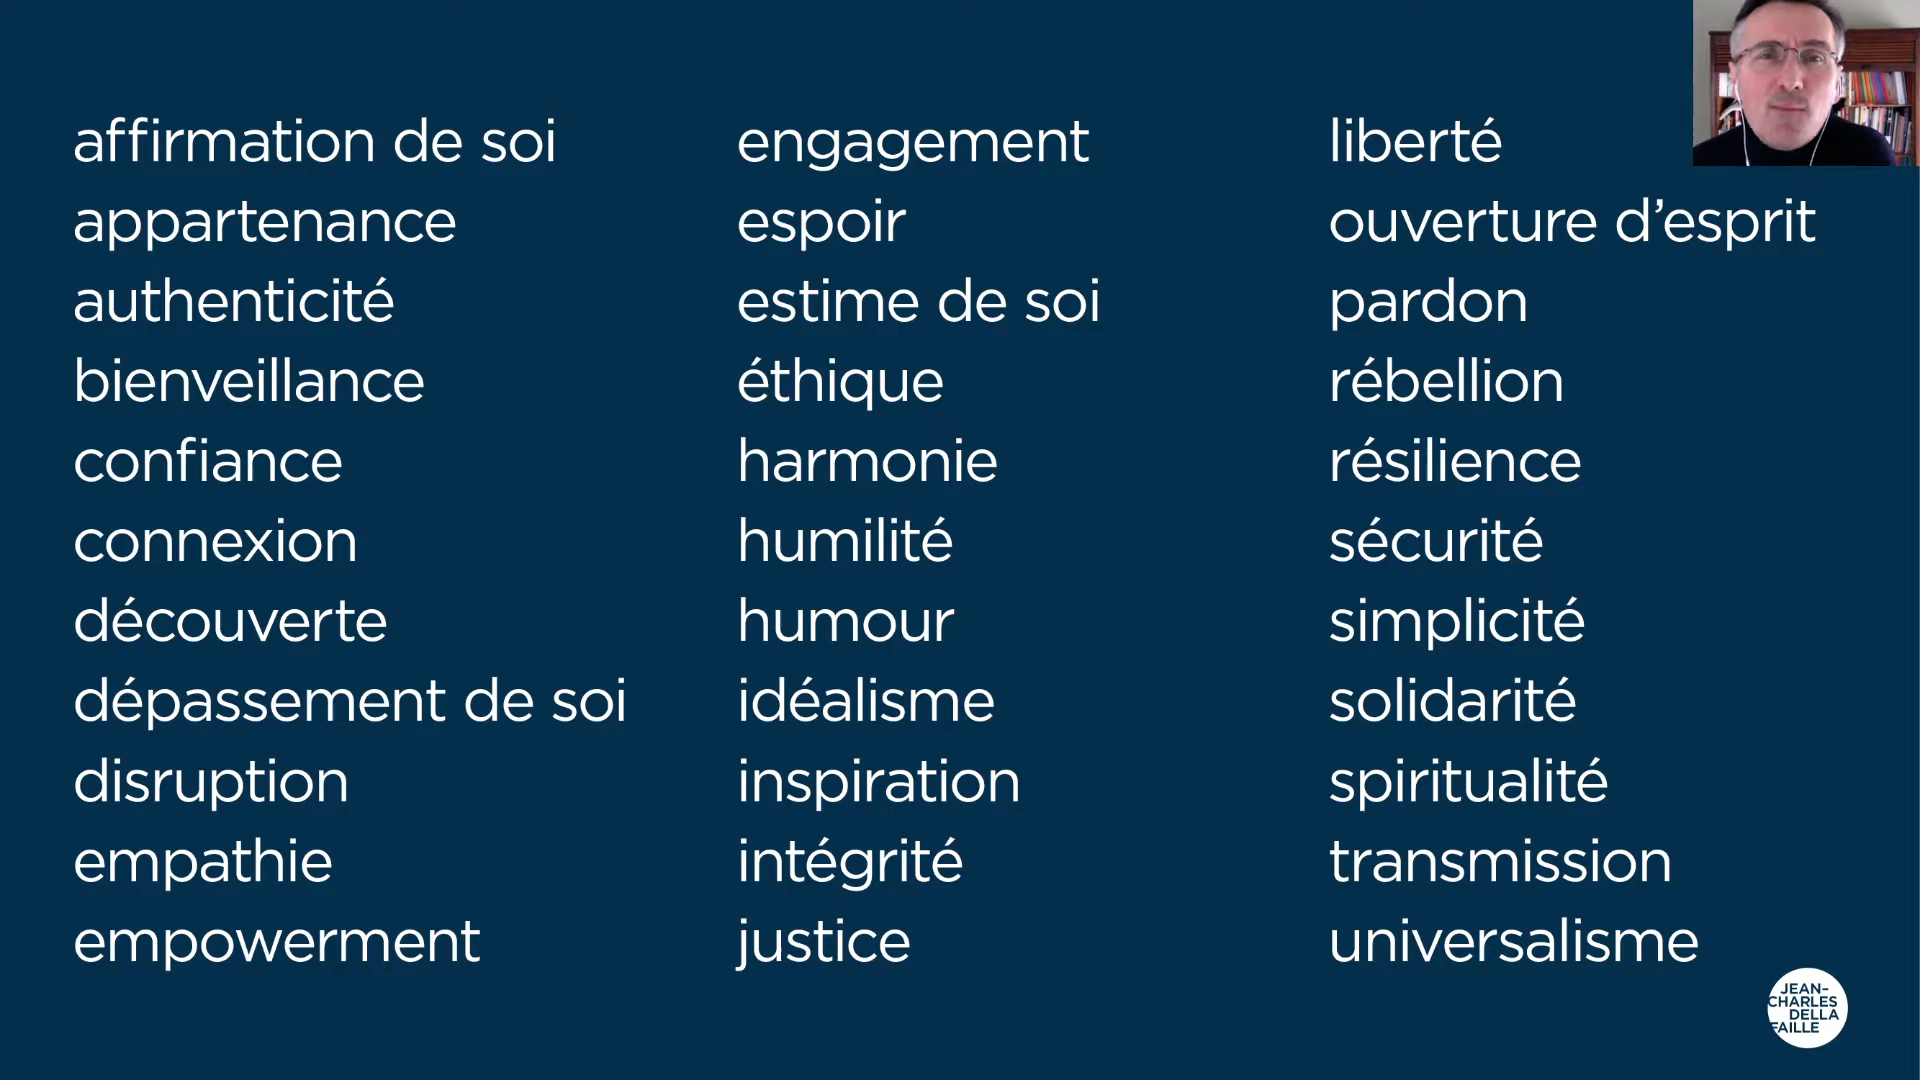 affirmation de soi
appartenance
authenticité
bienveillance
confiance
connexion
découverte
dépassement de soi
disruption
empathie
empowerment
engagement
espoir
estime de soi
éthique
harmonie
humilité
humour
idéalisme
inspiration
intégrité
justice
liberté
ouverture d’esprit
pardon
rébellion
résilience
sécurité
simplicité
solidarité
spiritualité
transmission
universalisme
JEAN-
CHARLES
DELLA
FAILLE